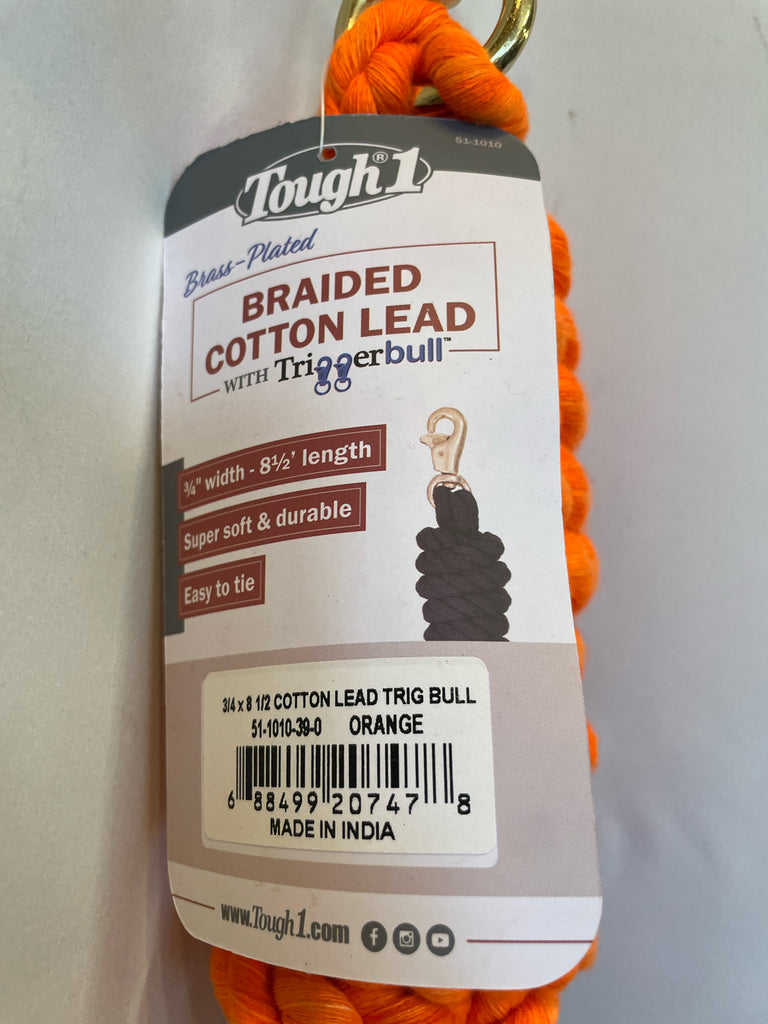 51-1010
Tough1®
Brass-Plated
BRAIDED
COTTON LEAD
WITH Triggerbull™
¾" width - 8½' length
Super soft & durable
Easy to tie
3/4 x 8 1/2 COTTON LEAD TRIG BULL
51-1010-39-0 ORANGE
6 88499 20747 8
MADE IN INDIA
www.Tough1.com